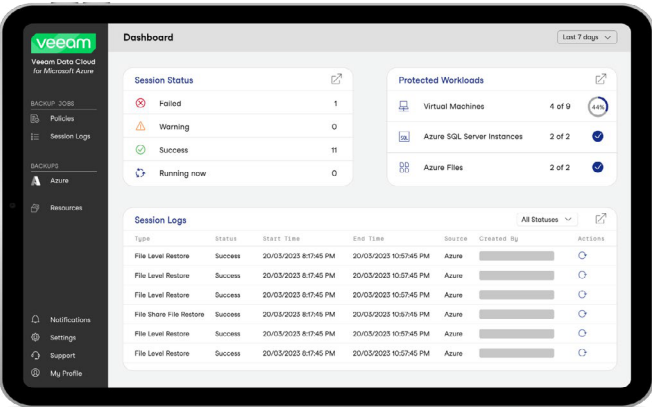 veeam
Veeam Data Cloud
for Microsoft Azure
BACKUP JOBS
Policies
Session Logs
BACKUPS
Azure
Resources
Notifications
Settings
Support
My Profile
Dashboard
Last 7 days
Session Status
Failed 1
Warning 0
Success 11
Running now 0
Protected Workloads
Virtual Machines 4 of 9 44%
SQL Azure SQL Server Instances 2 of 2
Azure Files 2 of 2
Session Logs
All Statuses
Type Status Start Time End Time Source Created By Actions
File Level Restore Success 20/03/2023 8:17:45 PM 20/03/2023 10:57:45 PM Azure
File Level Restore Success 20/03/2023 8:17:45 PM 20/03/2023 10:57:45 PM Azure
File Level Restore Success 20/03/2023 8:17:45 PM 20/03/2023 10:57:45 PM Azure
File Share File Restore Success 20/03/2023 8:17:45 PM 20/03/2023 10:57:45 PM Azure
File Level Restore Success 20/03/2023 8:17:45 PM 20/03/2023 10:57:45 PM Azure
File Level Restore Success 20/03/2023 8:17:45 PM 20/03/2023 10:57:45 PM Azure